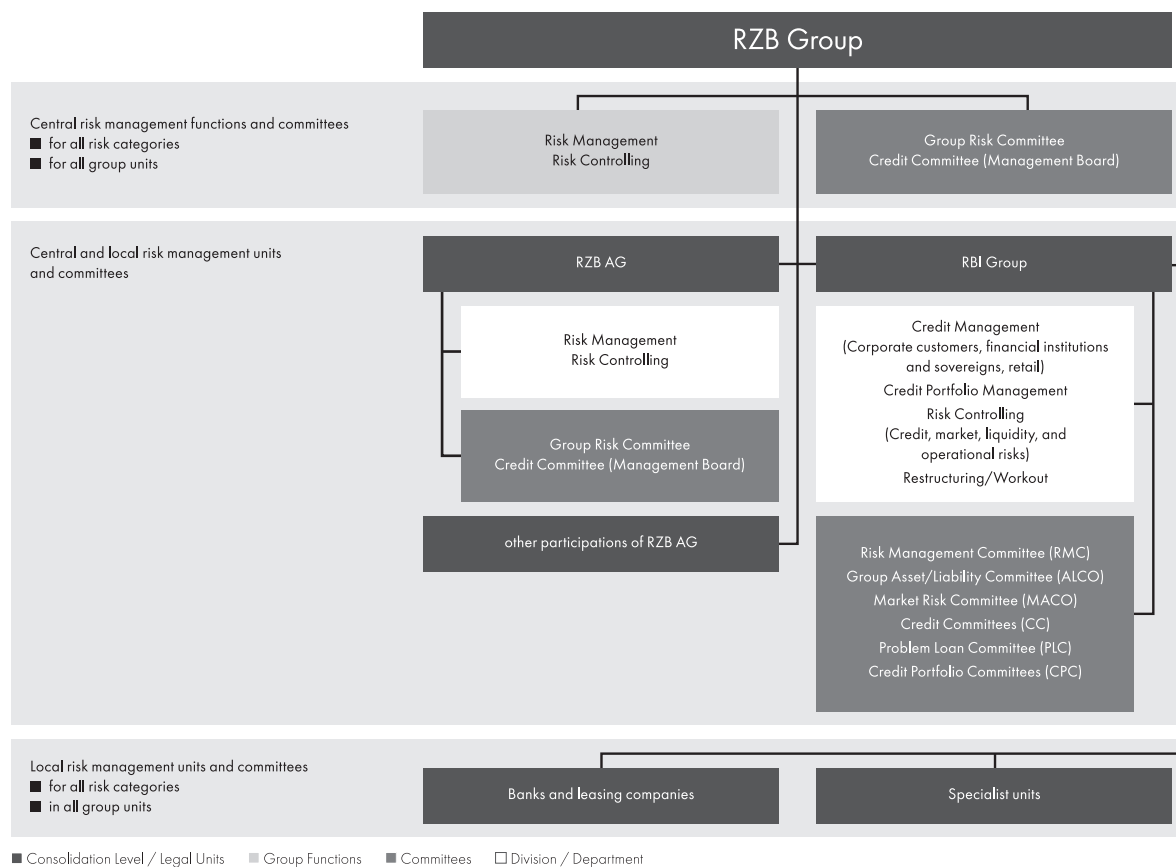 RZB Group
Central risk management functions and committees
■ for all risk categories
■ for all group units
Risk Management
Risk Controlling
Group Risk Committee
Credit Committee (Management Board)
Central and local risk management units
and committees
RZB AG
RBI Group
Risk Management
Risk Controlling
Group Risk Committee
Credit Committee (Management Board)
other participations of RZB AG
Credit Management
(Corporate customers, financial institutions
and sovereigns, retail)
Credit Portfolio Management
Risk Controlling
(Credit, market, liquidity, and
operational risks)
Restructuring/Workout
Risk Management Committee (RMC)
Group Asset/Liability Committee (ALCO)
Market Risk Committee (MACO)
Credit Committees (CC)
Problem Loan Committee (PLC)
Credit Portfolio Committees (CPC)
Local risk management units and committees
■ for all risk categories
■ in all group units
Banks and leasing companies
Specialist units
Consolidation Level / Legal Units Group Functions Committees Division / Department